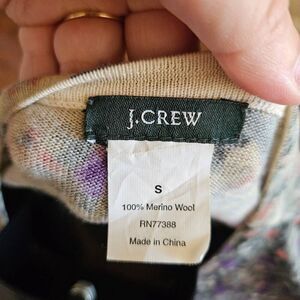 J.CREW
S
100% Merino Wool
RN77388
Made in China